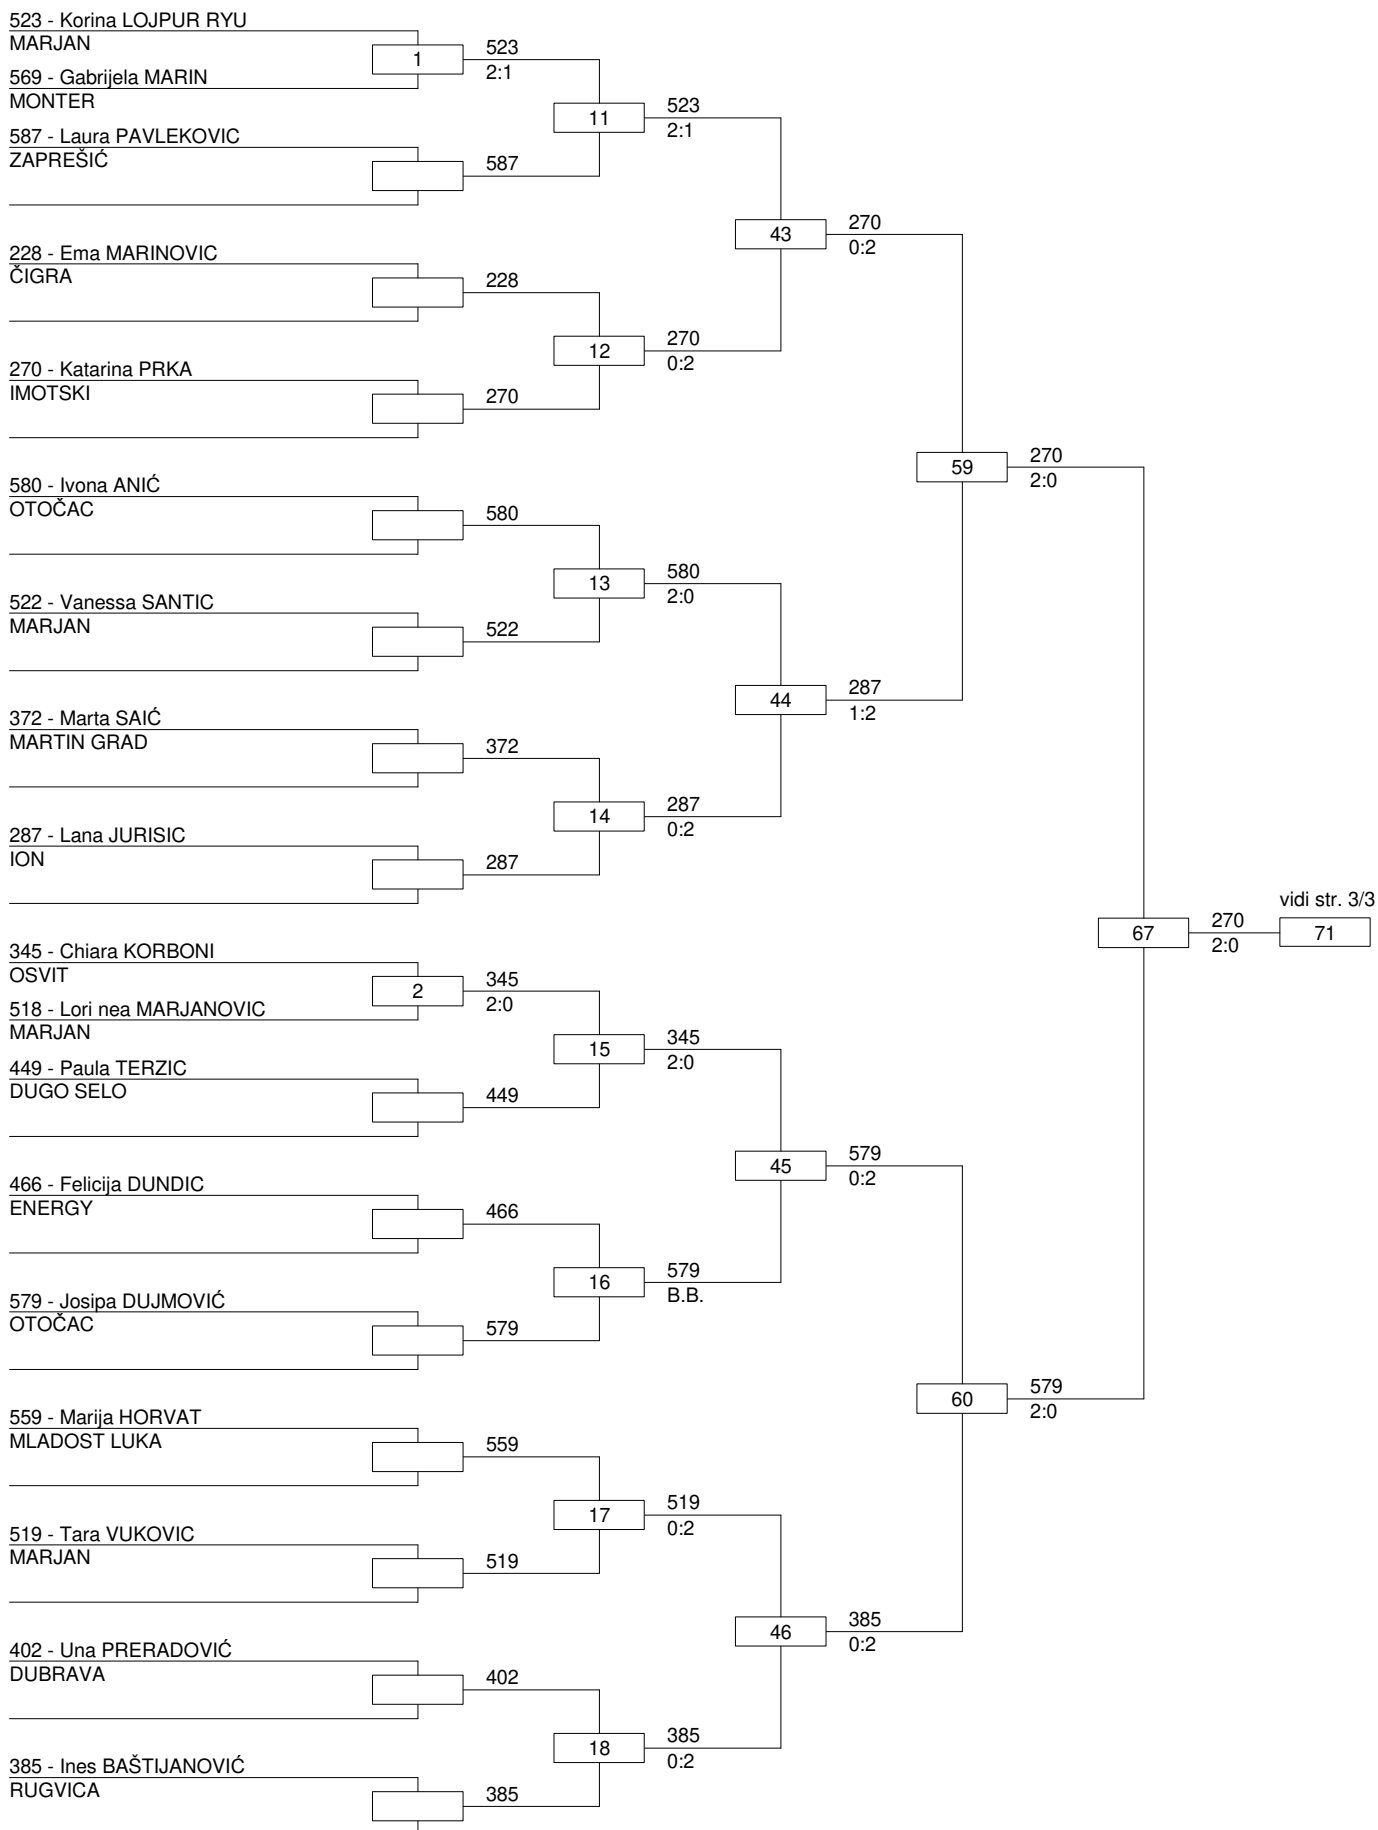 523 - Korina LOJPUR RYU
MARJAN
1
523
2:1
569 - Gabrijela MARIN
MONTER
11
523
2:1
587 - Laura PAVLEKOVIC
ZAPREŠIĆ
587
43
270
0:2
228 - Ema MARINOVIC
ČIGRA
228
12
270
0:2
270 - Katarina PRKA
IMOTSKI
270
59
270
2:0
580 - Ivona ANIĆ
OTOČAC
580
13
580
2:0
522 - Vanessa SANTIC
MARJAN
522
44
287
1:2
372 - Marta SAIĆ
MARTIN GRAD
372
14
287
0:2
287 - Lana JURISIC
ION
287
vidi str. 3/3
67
270
2:0
71
345 - Chiara KORBONI
OSVIT
2
345
2:0
518 - Lori nea MARJANOVIC
MARJAN
15
345
2:0
449 - Paula TERZIC
DUGO SELO
449
45
579
0:2
466 - Felicija DUNDIC
ENERGY
466
16
579
B.B.
579 - Josipa DUJMOVIĆ
OTOČAC
579
60
579
2:0
559 - Marija HORVAT
MLADOST LUKA
559
17
519
0:2
519 - Tara VUKOVIC
MARJAN
519
46
385
0:2
402 - Una PRERADOVIĆ
DUBRAVA
402
18
385
0:2
385 - Ines BAŠTIJANOVIĆ
RUGVICA
385